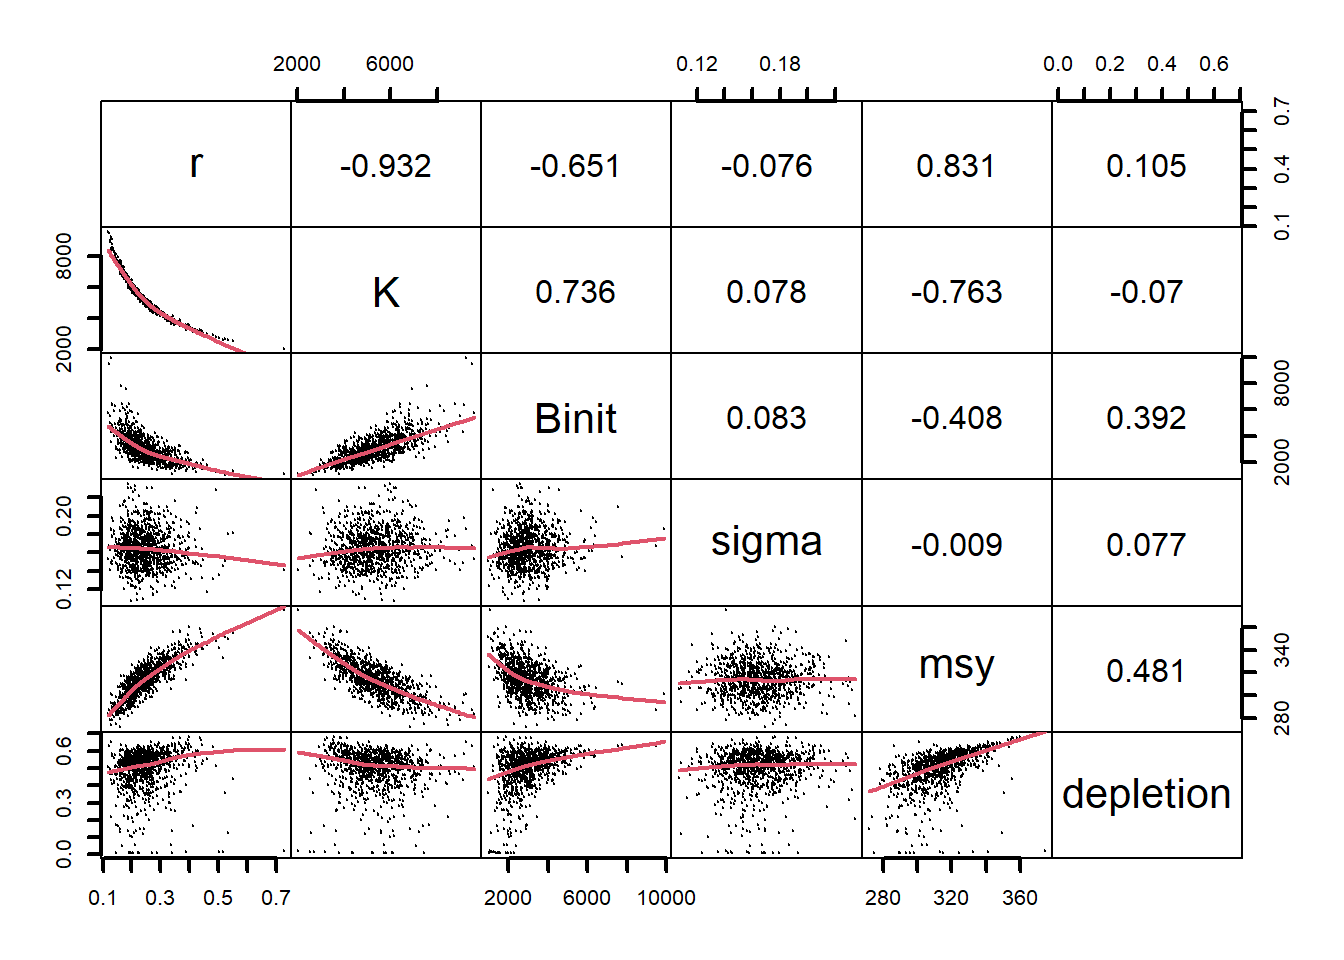 2000 6000 0.12 0.18 0.0 0.2 0.4 0.6
r -0.932 -0.651 -0.076 0.831 0.105
0.1 0.4 0.7
2000 8000
K 0.736 0.078 -0.763 -0.07
Binit 0.083 -0.408 0.392
2000 8000
0.12 0.20
sigma -0.009 0.077
msy 0.481
280 340
0.0 0.3 0.6
depletion
0.1 0.3 0.5 0.7 2000 6000 10000 280 320 360